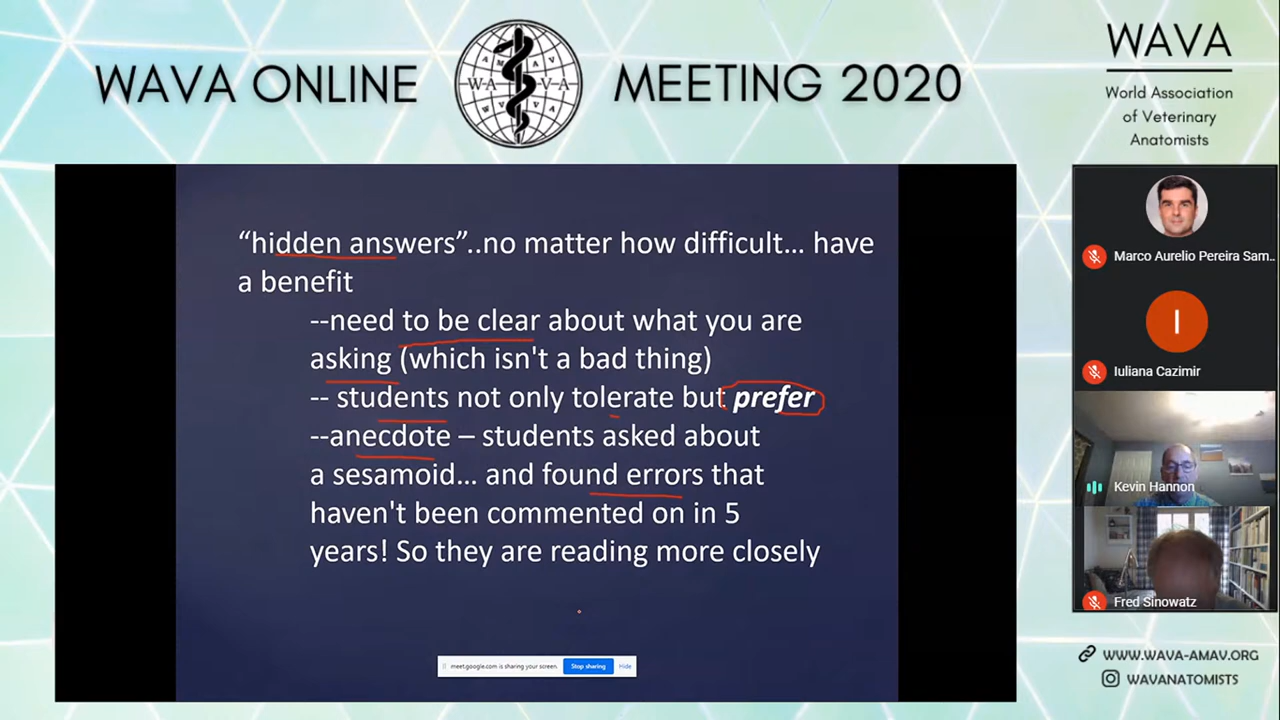 WAVA ONLINE
MEETING 2020
WAVA
World Association
of Veterinary
Anatomists
“hidden answers”..no matter how difficult... have
a benefit
--need to be clear about what you are
asking (which isn't a bad thing)
-- students not only tolerate but prefer
--anecdote – students asked about
a sesamoid... and found errors that
haven't been commented on in 5
years! So they are reading more closely
meet.google.com is sharing your screen.
Stop sharing
Hide
Marco Aurelio Pereira Sam..
I
Iuliana Cazimir
Kevin Hannon
Fred Sinowatz
WWW.WAVA-AMAV.ORG
WAVANATOMISTS